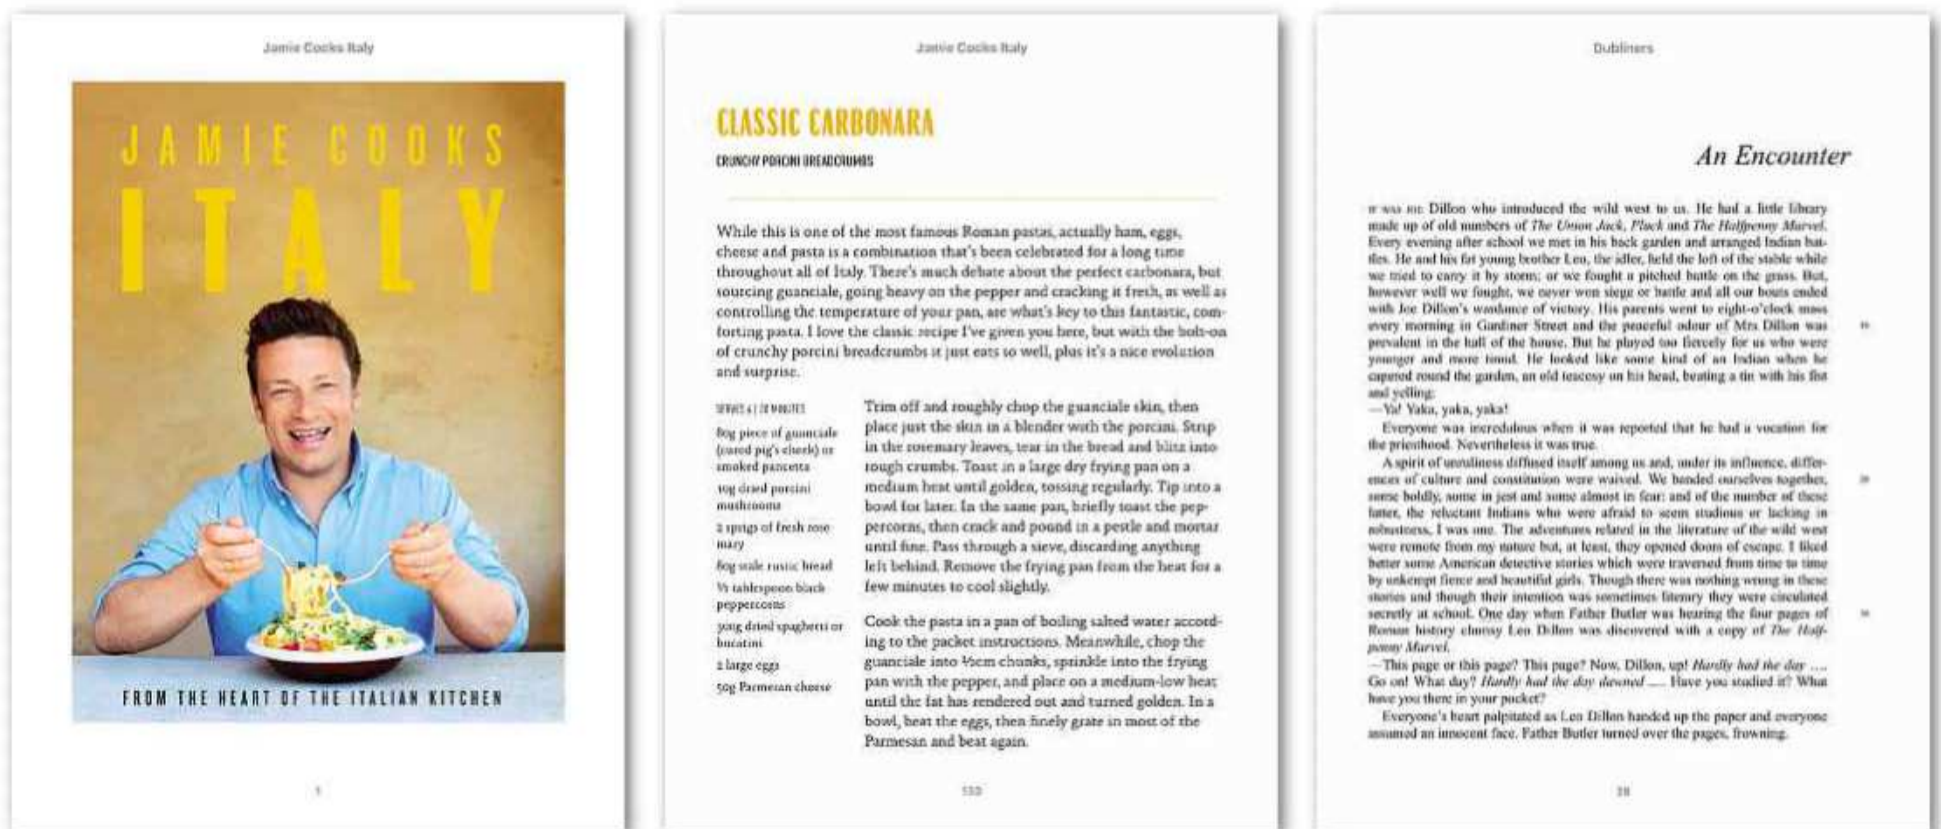 Jamie Cooks Italy
JAMIE COOKS
ITALY
FROM THE HEART OF THE ITALIAN KITCHEN
1
Jamie Cooks Italy
CLASSIC CARBONARA
CRUNCHY PORCINI BREADCRUMBS
While this is one of the most famous Roman pastas, actually ham, eggs,
cheese and pasta is a combination that's been celebrated for a long time
throughout all of Italy. There's much debate about the perfect carbonara, but
sourcing guanciale, going heavy on the pepper and cracking it fresh, as well as
controlling the temperature of your pan, are what's key to this fantastic, com-
forting pasta. I love the classic recipe I've given you here, but with the bolt-on
of crunchy porcini breadcrumbs it just eats so well, plus it's a nice evolution
and surprise.
80g piece of guanciale
(cured pig's cheek) or
smoked pancetta
10g dried porcini
mushrooms
2 sprigs of fresh rose
mary
80g stale rustic bread
½ tablespoon black
peppercorns
300g dried spaghetti or
bucatini
2 large eggs
50g Parmesan cheese
Trim off and roughly chop the guanciale skin, then
place just the skin in a blender with the porcini. Strip
in the rosemary leaves, tear in the bread and blitz into
rough crumbs. Toast in a large dry frying pan on a
medium heat until golden, tossing regularly. Tip into a
bowl for later. In the same pan, briefly toast the pep-
percorns, then crack and pound in a pestle and mortar
until fine. Pass through a sieve, discarding anything
left behind. Remove the frying pan from the heat for a
few minutes to cool slightly.
Cook the pasta in a pan of boiling salted water accord-
ing to the packet instructions. Meanwhile, chop the
guanciale into ½cm chunks, sprinkle into the frying
pan with the pepper, and place on a medium-low heat
until the fat has rendered out and turned golden. In a
bowl, beat the eggs, then finely grate in most of the
Parmesan and beat again.
Dubliners
An Encounter
IT WAS JOE Dillon who introduced the wild west to us. He had a little library
made up of old numbers of The Union Jack, Pluck and The Halfpenny Marvel.
Every evening after school we met in his back garden and arranged Indian bat-
tles. He and his fat young brother Leo, the idler, held the loft of the stable while
we tried to carry it by storm; or we fought a pitched battle on the grass. But,
however well we fought, we never won siege or battle and all our bouts ended
with Joe Dillon's wardance of victory. His parents went to eight-o'clock mass
every morning in Gardiner Street and the peaceful odour of Mrs Dillon was
prevalent in the hall of the house. But he played too fiercely for us who were
younger and more timid. He looked like some kind of an Indian when he
capered round the garden, an old teacosy on his head, beating a tin with his fist
and yelling:
—Ya! Yaka, yaka, yaka!
Everyone was incredulous when it was reported that he had a vocation for
the priesthood. Nevertheless it was true.
A spirit of unruliness diffused itself among us and, under its influence, differ-
ences of culture and constitution were waived. We banded ourselves together,
some boldly, some in jest and some almost in fear: and of the number of these
latter, the reluctant Indians who were afraid to seem studious or lacking in
robustness, I was one. The adventures related in the literature of the wild west
were remote from my nature but, at least, they opened doors of escape. I liked
better some American detective stories which were traversed from time to time
by unkempt fierce and beautiful girls. Though there was nothing wrong in these
stories and though their intention was sometimes literary they were circulated
secretly at school. One day when Father Butler was hearing the four pages of
Roman history clumsy Leo Dillon was discovered with a copy of The Half-
penny Marvel.
—This page or this page? This page? Now, Dillon, up! Hardly had the day ....
Go on! What day? Hardly had the day dawned .... Have you studied it? What
have you there in your pocket?
Everyone's heart palpitated as Leo Dillon handed up the paper and everyone
assumed an innocent face. Father Butler turned over the pages, frowning.